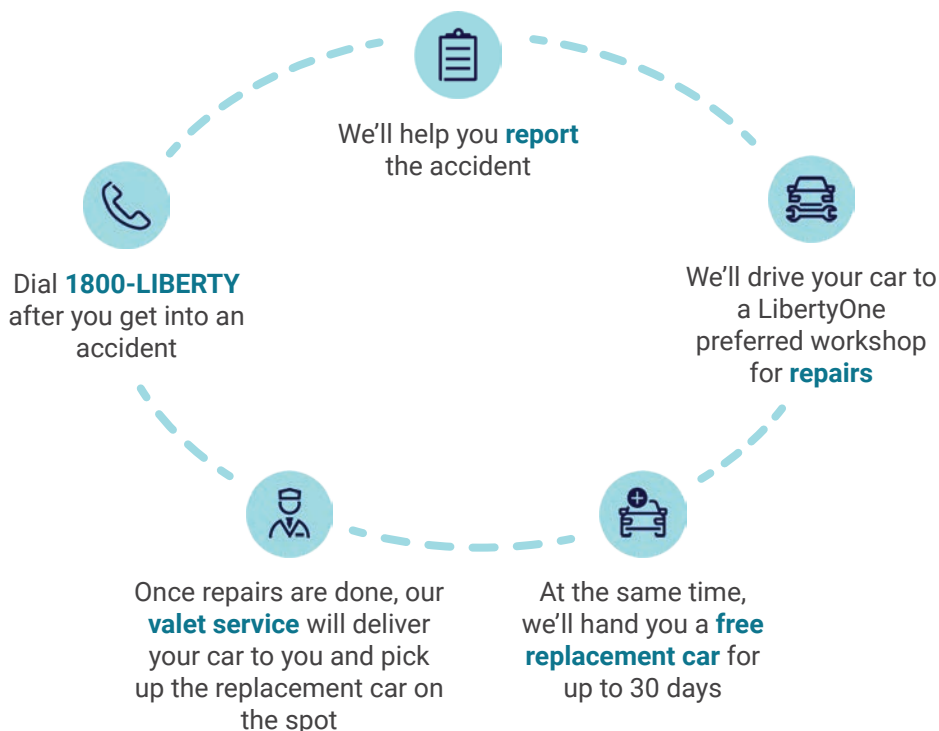 We’ll help you report
the accident
Dial 1800-LIBERTY
after you get into an
accident
We’ll drive your car to
a LibertyOne
preferred workshop
for repairs
Once repairs are done, our
valet service will deliver
your car to you and pick
up the replacement car on
the spot
At the same time,
we’ll hand you a free
replacement car for
up to 30 days